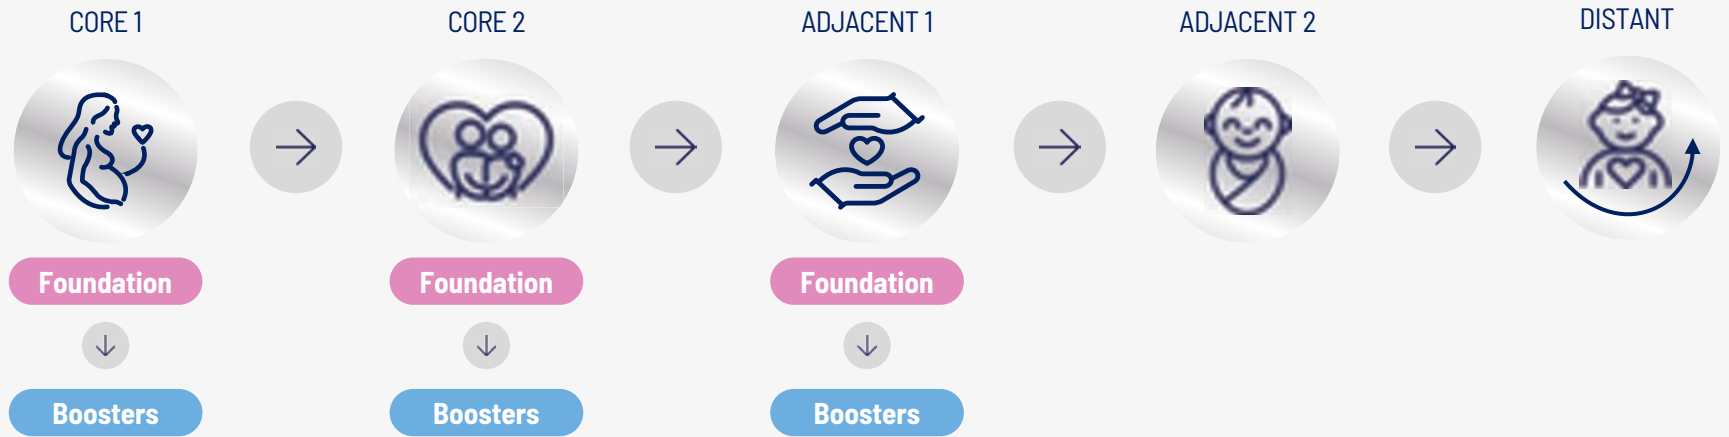 CORE 1
CORE 2
ADJACENT 1
ADJACENT 2
DISTANT
Foundation
Foundation
Foundation
Boosters
Boosters
Boosters